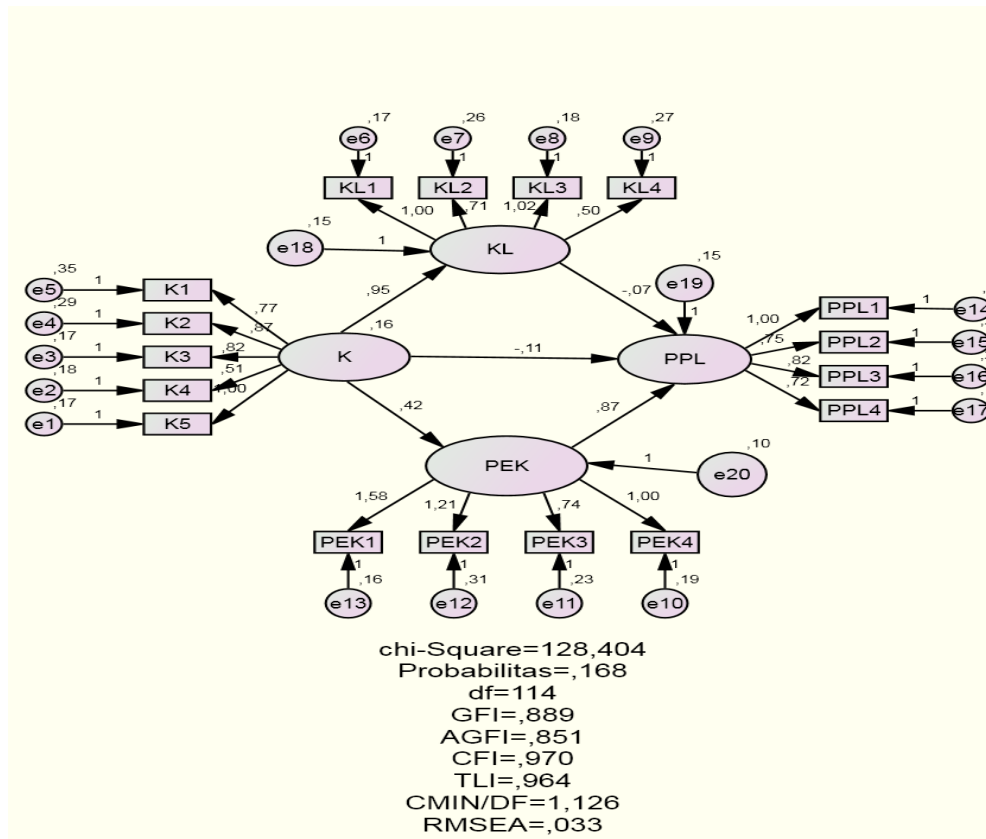 ,17 ,26 ,18 ,27
e6 e7 e8 e9
1 1 1 1
KL1 KL2 KL3 KL4
1,00 ,71 1,02 ,50
,15
e18 1 KL
,15
e19
1
,35
e5 1 K1
,29
e4 1 K2
,17
e3 1 K3
,18
e2 1 K4
,17
e1 1 K5
,77
,87
,82
,51
1,00
,95
,16
K
-,07
-,11
PPL
1,00
,75
,82
,72
PPL1 1 e14
PPL2 1 e15
PPL3 1 e16
PPL4 1 e17
,42
,87
PEK
1
,10
e20
1,58 1,21 ,74 1,00
PEK1 PEK2 PEK3 PEK4
1 1 1 1
,16 ,31 ,23 ,19
e13 e12 e11 e10
chi-Square=128,404
Probabilitas=,168
df=114
GFI=,889
AGFI=,851
CFI=,970
TLI=,964
CMIN/DF=1,126
RMSEA=,033